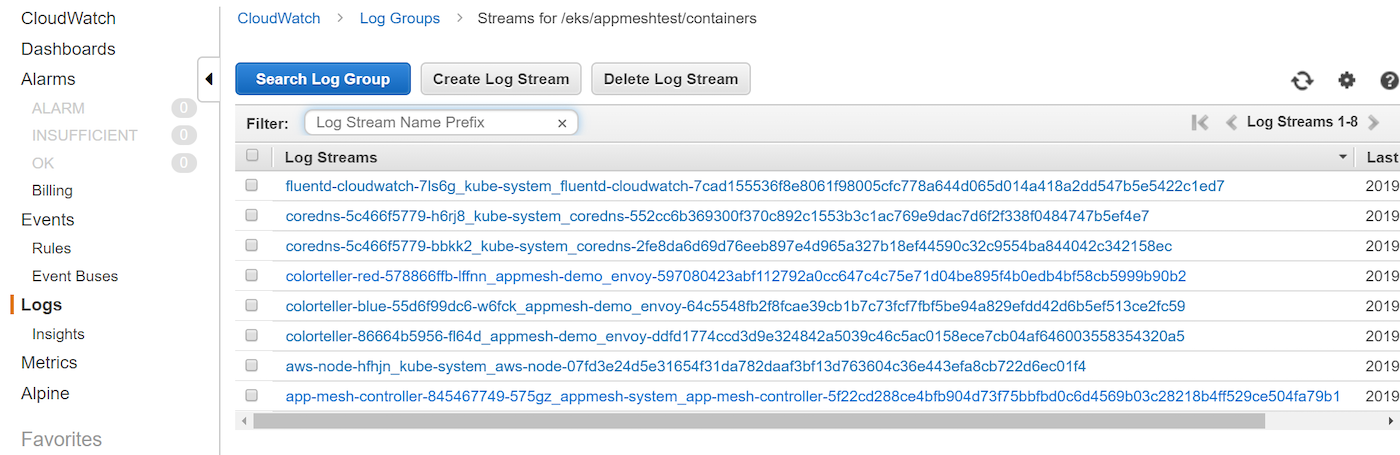 CloudWatch
Dashboards
Alarms
ALARM 0
INSUFFICIENT 0
OK 0
Billing
Events
Rules
Event Buses
Logs
Insights
Metrics
Alpine
Favorites
CloudWatch > Log Groups > Streams for /eks/appmeshtest/containers
Search Log Group Create Log Stream Delete Log Stream
Filter: Log Stream Name Prefix × Log Streams 1-8
Log Streams Last
fluentd-cloudwatch-7ls6g_kube-system_fluentd-cloudwatch-7cad155536f8e8061f98005cfc778a644d065d014a418a2dd547b5e5422c1ed7 2019
coredns-5c466f5779-h6rj8_kube-system_coredns-552cc6b369300f370c892c1553b3c1ac769e9dac7d6f2f338f0484747b5ef4e7 2019
coredns-5c466f5779-bbkk2_kube-system_coredns-2fe8da6d69d76eeb897e4d965a327b18ef44590c32c9554ba844042c342158ec 2019
colorteller-red-578866ffb-lffnn_appmesh-demo_envoy-597080423abf112792a0cc647c4c75e71d04be895f4b0edb4bf58cb5999b90b2 2019
colorteller-blue-55d6f99dc6-w6fck_appmesh-demo_envoy-64c5548fb2f8fcae39cb1b7c73fcf7fbf5be94a829efdd42d6b5ef513ce2fc59 2019
colorteller-86664b5956-fl64d_appmesh-demo_envoy-ddfd1774ccd3d9e324842a5039c46c5ac0158ece7cb04af646003558354320a5 2019
aws-node-hfhjn_kube-system_aws-node-07fd3e24d5e31654f31da782daaf3bf13d763604c36e443efa8cb722d6ec01f4 2019
app-mesh-controller-845467749-575gz_appmesh-system_app-mesh-controller-5f22cd288ce4bfb904d73f75bbfbd0c6d4569b03c28218b4ff529ce504fa79b1 2019